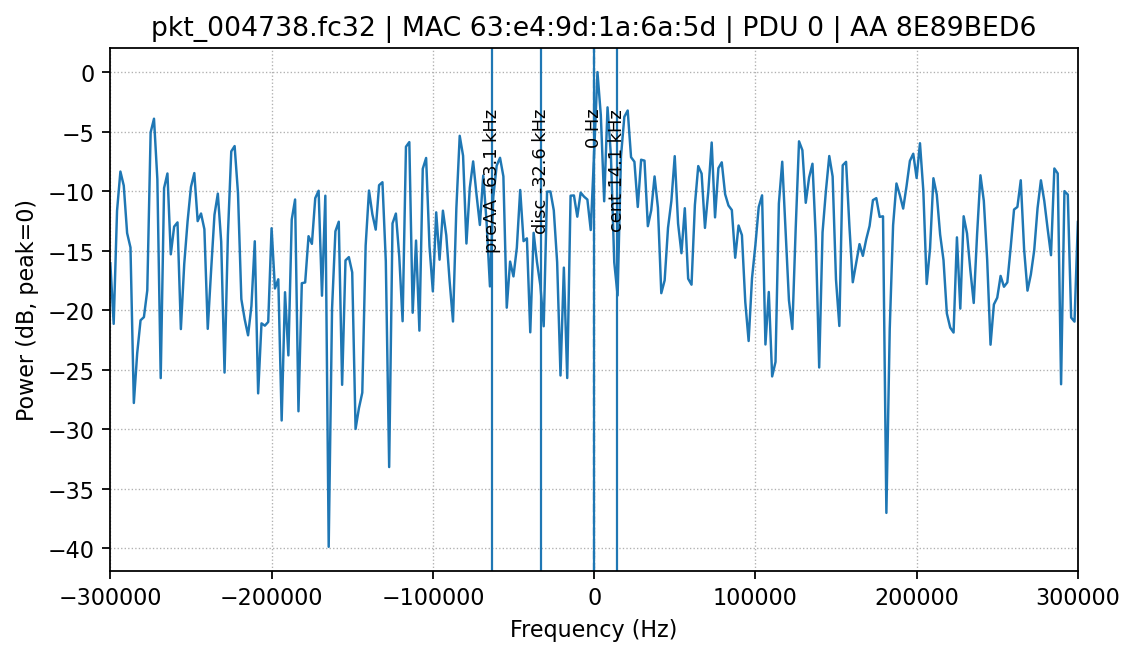 pkt_004738.fc32 | MAC 63:e4:9d:1a:6a:5d | PDU 0 | AA 8E89BED6
Power (dB, peak=0)
0
−5
−10
−15
−20
−25
−30
−35
−40
preAA -63.1 kHz
disc -32.6 kHz
0 Hz
cent 14.1 kHz
−300000
−200000
−100000
0
100000
200000
300000
Frequency (Hz)